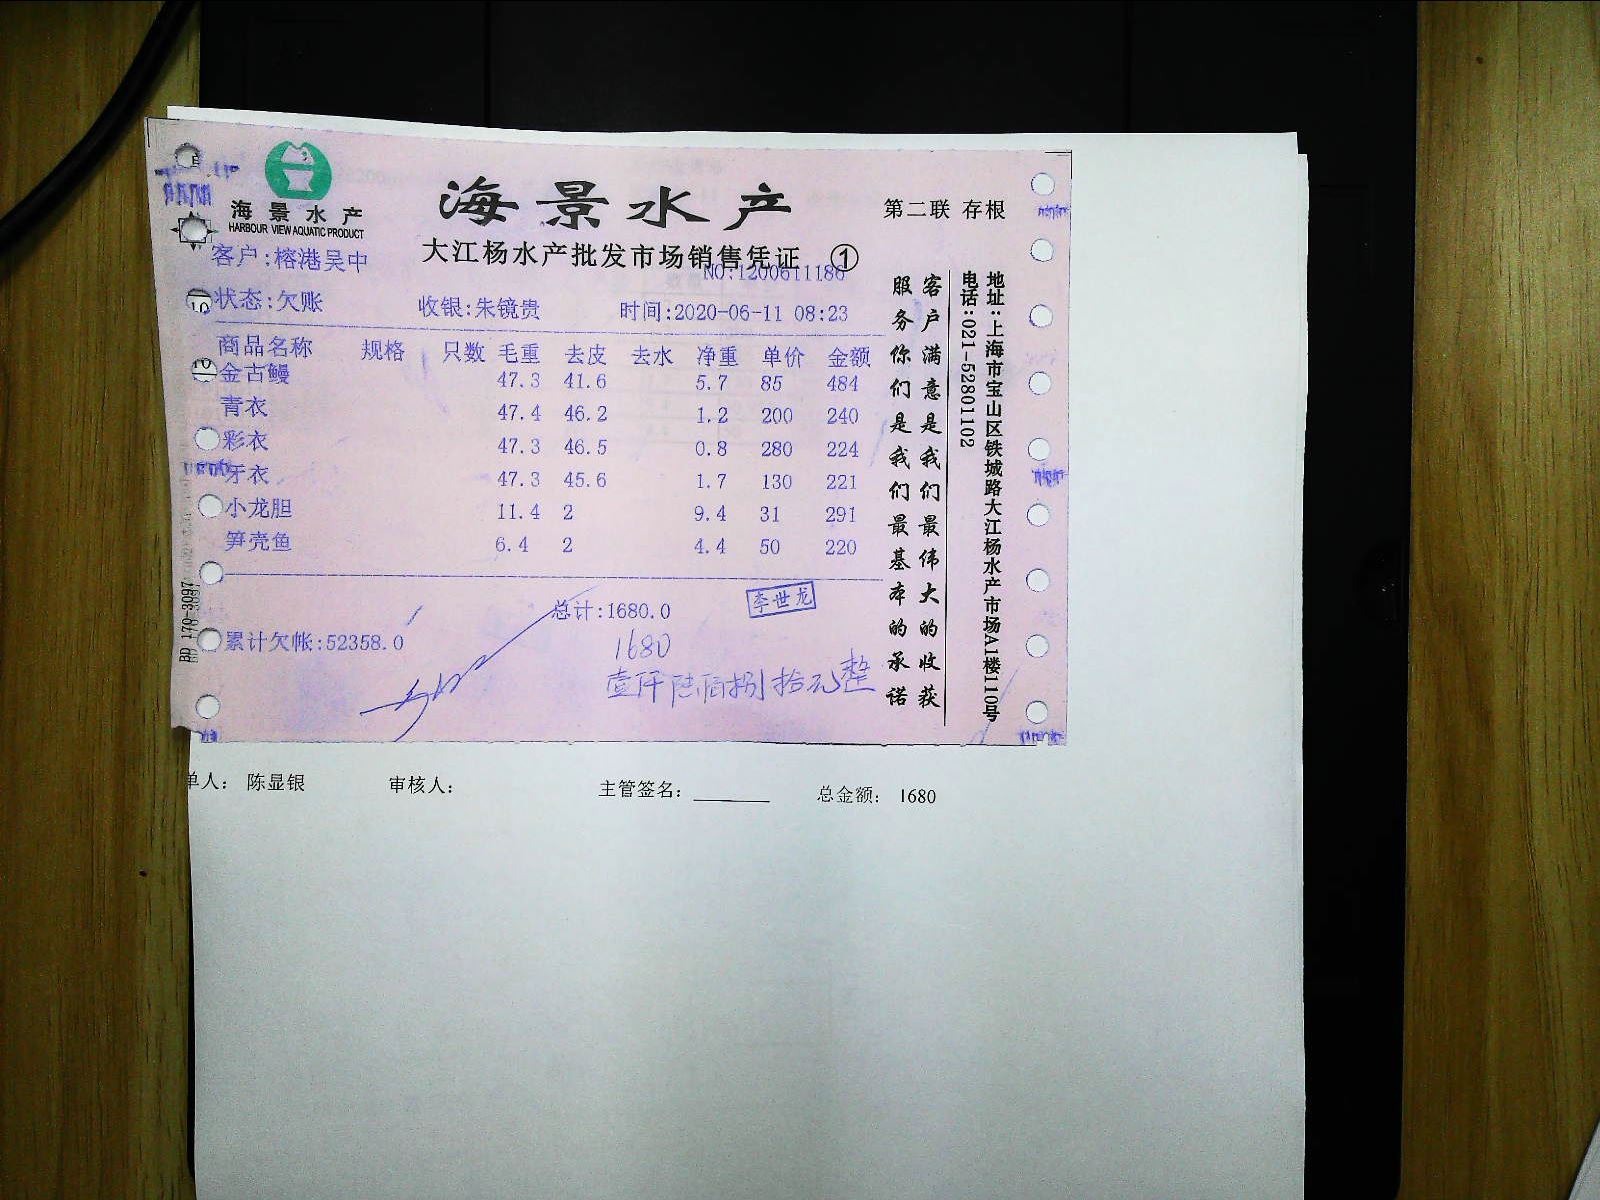 海景水产
HARBOUR VIEW AQUATIC PRODUCT
海景水产
第二联 存根
大江杨水产批发市场销售凭证 ①
NO:1200611186
客户:榕港吴中
状态:欠账 收银:朱镜贵 时间:2020-06-11 08:23
商品名称 规格 只数 毛重 去皮 去水 净重 单价 金额
金古鳗 47.3 41.6 5.7 85 484
青衣 47.4 46.2 1.2 200 240
彩衣 47.3 46.5 0.8 280 224
牙衣 47.3 45.6 1.7 130 221
小龙胆 11.4 2 9.4 31 291
笋壳鱼 6.4 2 4.4 50 220
总计:1680.0
李世龙
累计欠帐:52358.0
1680
壹仟陆佰捌拾元整
客户满意是我们最伟大的收获
服务你们是我们最基本的承诺
地址:上海市宝山区铁城路大江杨水产市场A1楼110号
电话:021-52801102
BD 170-3097
单人: 陈显银 审核人: 主管签名: 总金额: 1680